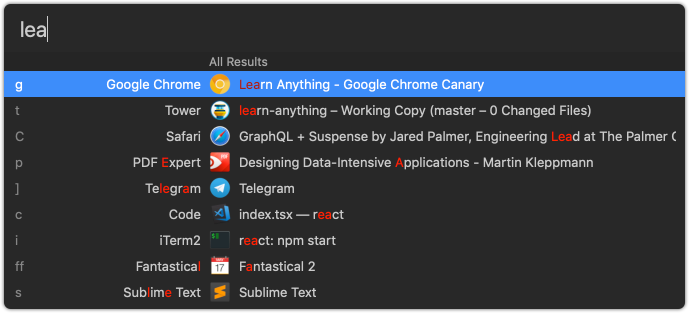 lea
All Results
g Google Chrome Learn Anything - Google Chrome Canary
t Tower learn-anything – Working Copy (master – 0 Changed Files)
C Safari GraphQL + Suspense by Jared Palmer, Engineering Lead at The Palmer C
p PDF Expert Designing Data-Intensive Applications - Martin Kleppmann
] Telegram Telegram
c Code index.tsx — react
i iTerm2 $ react: npm start
ff Fantastical 17 Fantastical 2
s Sublime Text Sublime Text